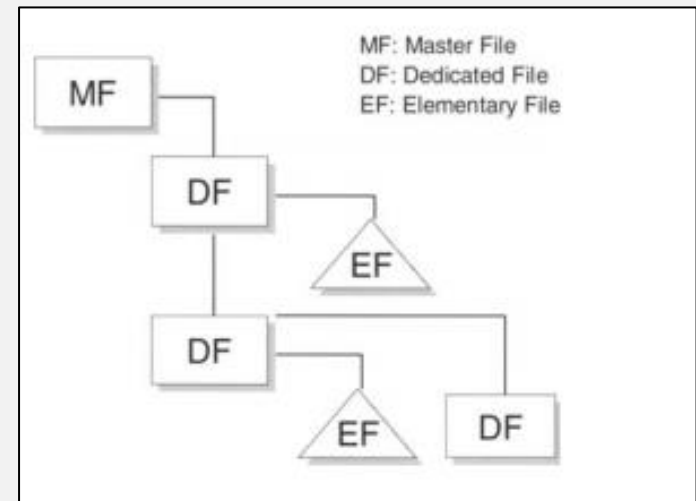 MF: Master File
DF: Dedicated File
EF: Elementary File
MF
DF
EF
DF
EF
DF